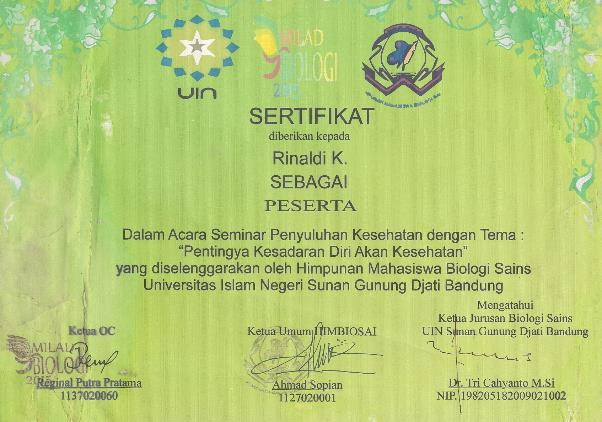 UIN
MILAD
BIOLOGI
SERTIFIKAT
diberikan kepada
Rinaldi K.
SEBAGAI
PESERTA
Dalam Acara Seminar Penyuluhan Kesehatan dengan Tema :
"Pentingya Kesadaran Diri Akan Kesehatan"
yang diselenggarakan oleh Himpunan Mahasiswa Biologi Sains
Universitas Islam Negeri Sunan Gunung Djati Bandung
Mengatahui
Ketua Jurusan Biologi Sains
UIN Sunan Gunung Djati Bandung
Ketua OC
Ketua Umum HIMBIOSAI
MILAD
BIOLOGI
Reginal Putra Pratama
1137020060
Ahmad Sopian
1127020001
Dr. Tri Cahyanto M.Si
NIP. 198205182009021002